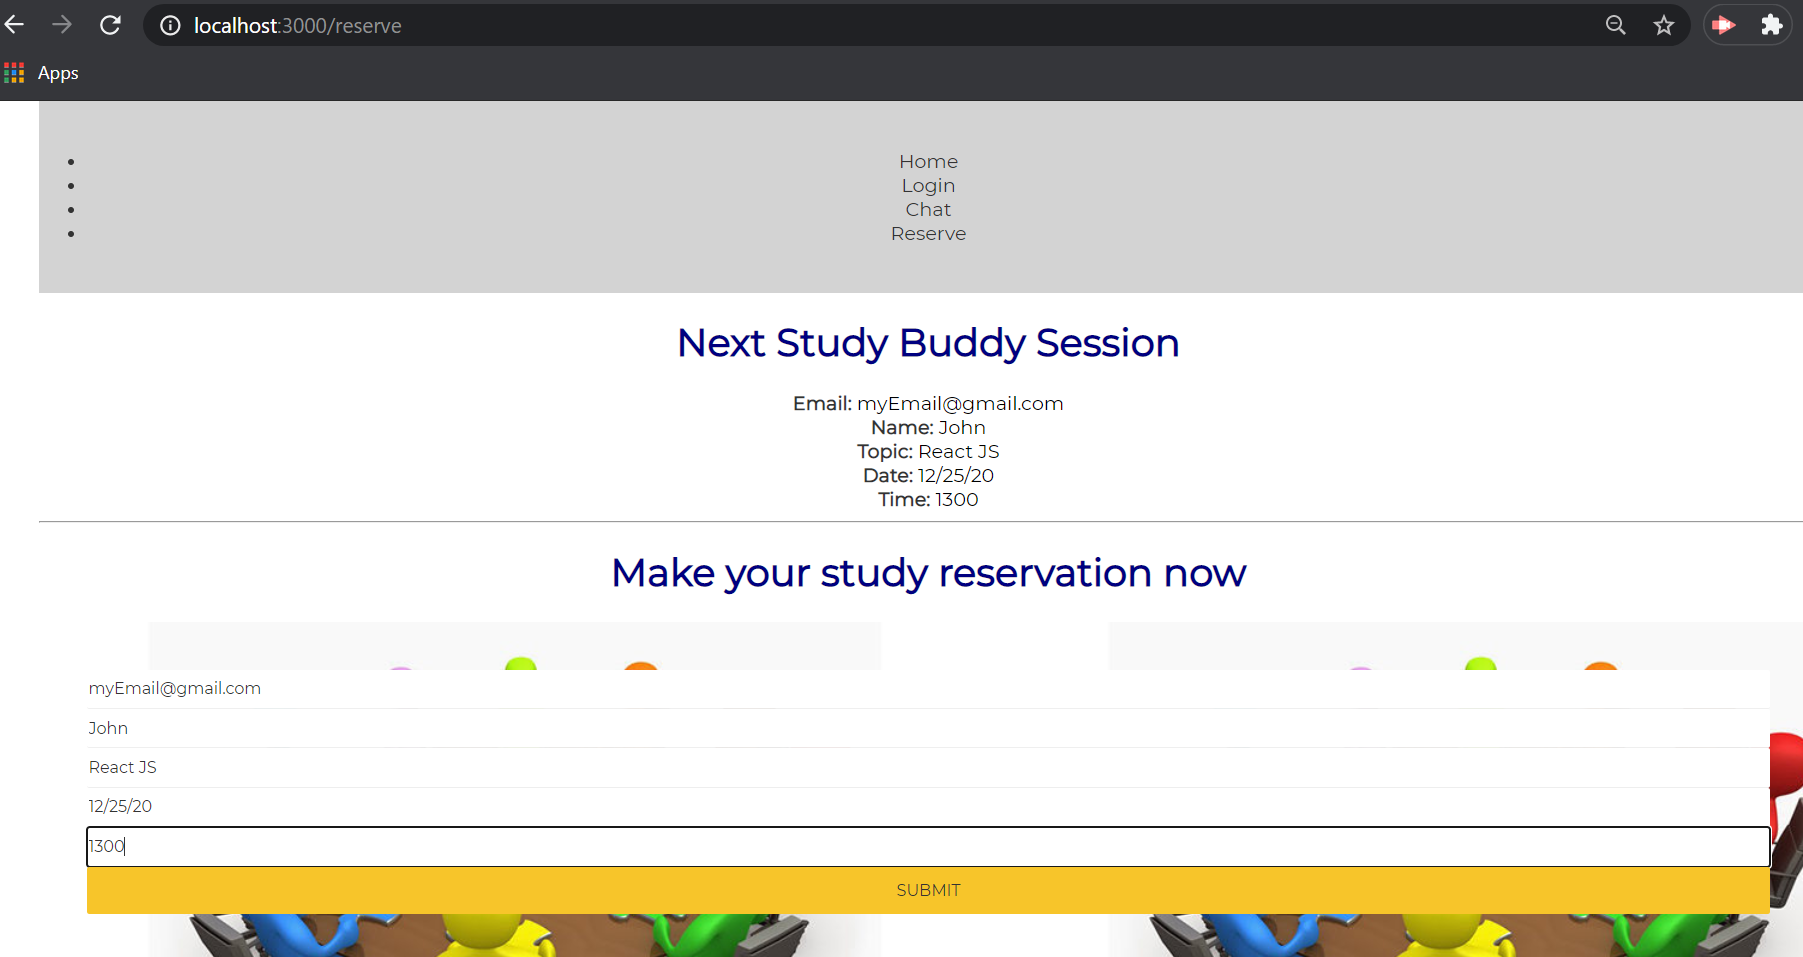 localhost:3000/reserve
Apps
Home
Login
Chat
Reserve
Next Study Buddy Session
Email: myEmail@gmail.com
Name: John
Topic: React JS
Date: 12/25/20
Time: 1300
Make your study reservation now
myEmail@gmail.com
John
React JS
12/25/20
1300
SUBMIT